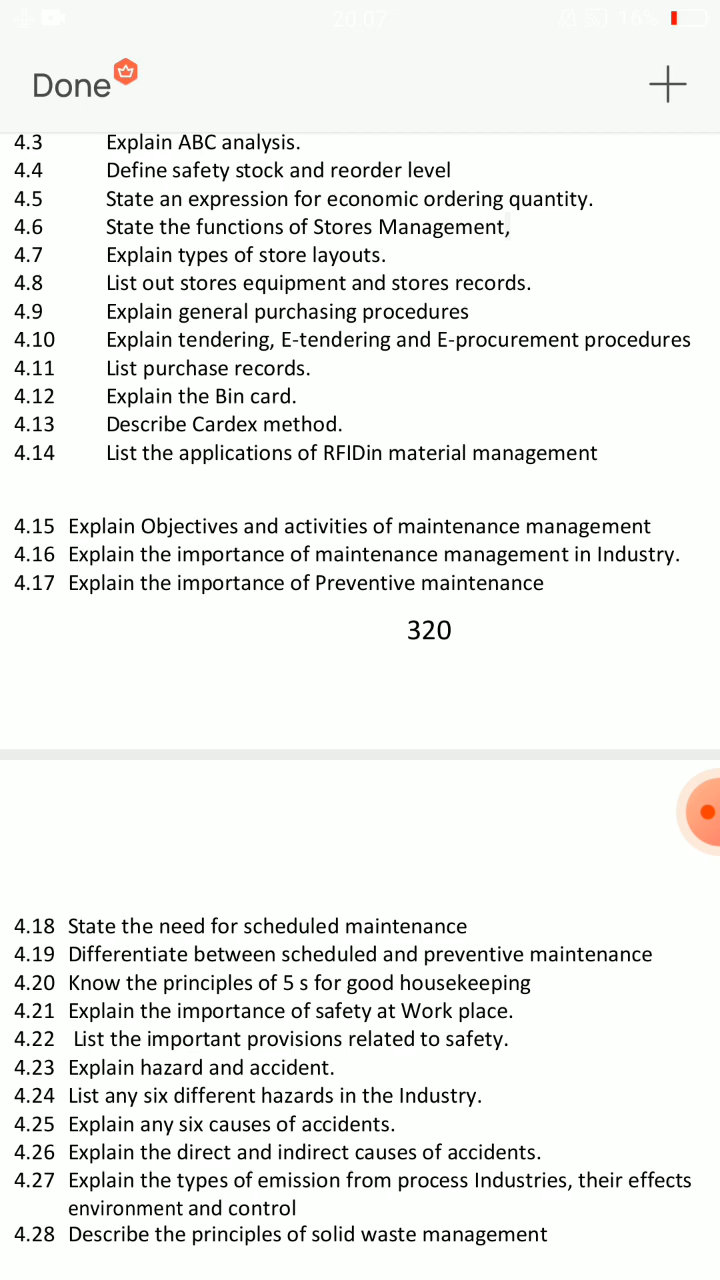 20.07
16%
Done
4.3 Explain ABC analysis.
4.4 Define safety stock and reorder level
4.5 State an expression for economic ordering quantity.
4.6 State the functions of Stores Management,
4.7 Explain types of store layouts.
4.8 List out stores equipment and stores records.
4.9 Explain general purchasing procedures
4.10 Explain tendering, E-tendering and E-procurement procedures
4.11 List purchase records.
4.12 Explain the Bin card.
4.13 Describe Cardex method.
4.14 List the applications of RFIDin material management
4.15 Explain Objectives and activities of maintenance management
4.16 Explain the importance of maintenance management in Industry.
4.17 Explain the importance of Preventive maintenance
320
4.18 State the need for scheduled maintenance
4.19 Differentiate between scheduled and preventive maintenance
4.20 Know the principles of 5 s for good housekeeping
4.21 Explain the importance of safety at Work place.
4.22 List the important provisions related to safety.
4.23 Explain hazard and accident.
4.24 List any six different hazards in the Industry.
4.25 Explain any six causes of accidents.
4.26 Explain the direct and indirect causes of accidents.
4.27 Explain the types of emission from process Industries, their effects
environment and control
4.28 Describe the principles of solid waste management